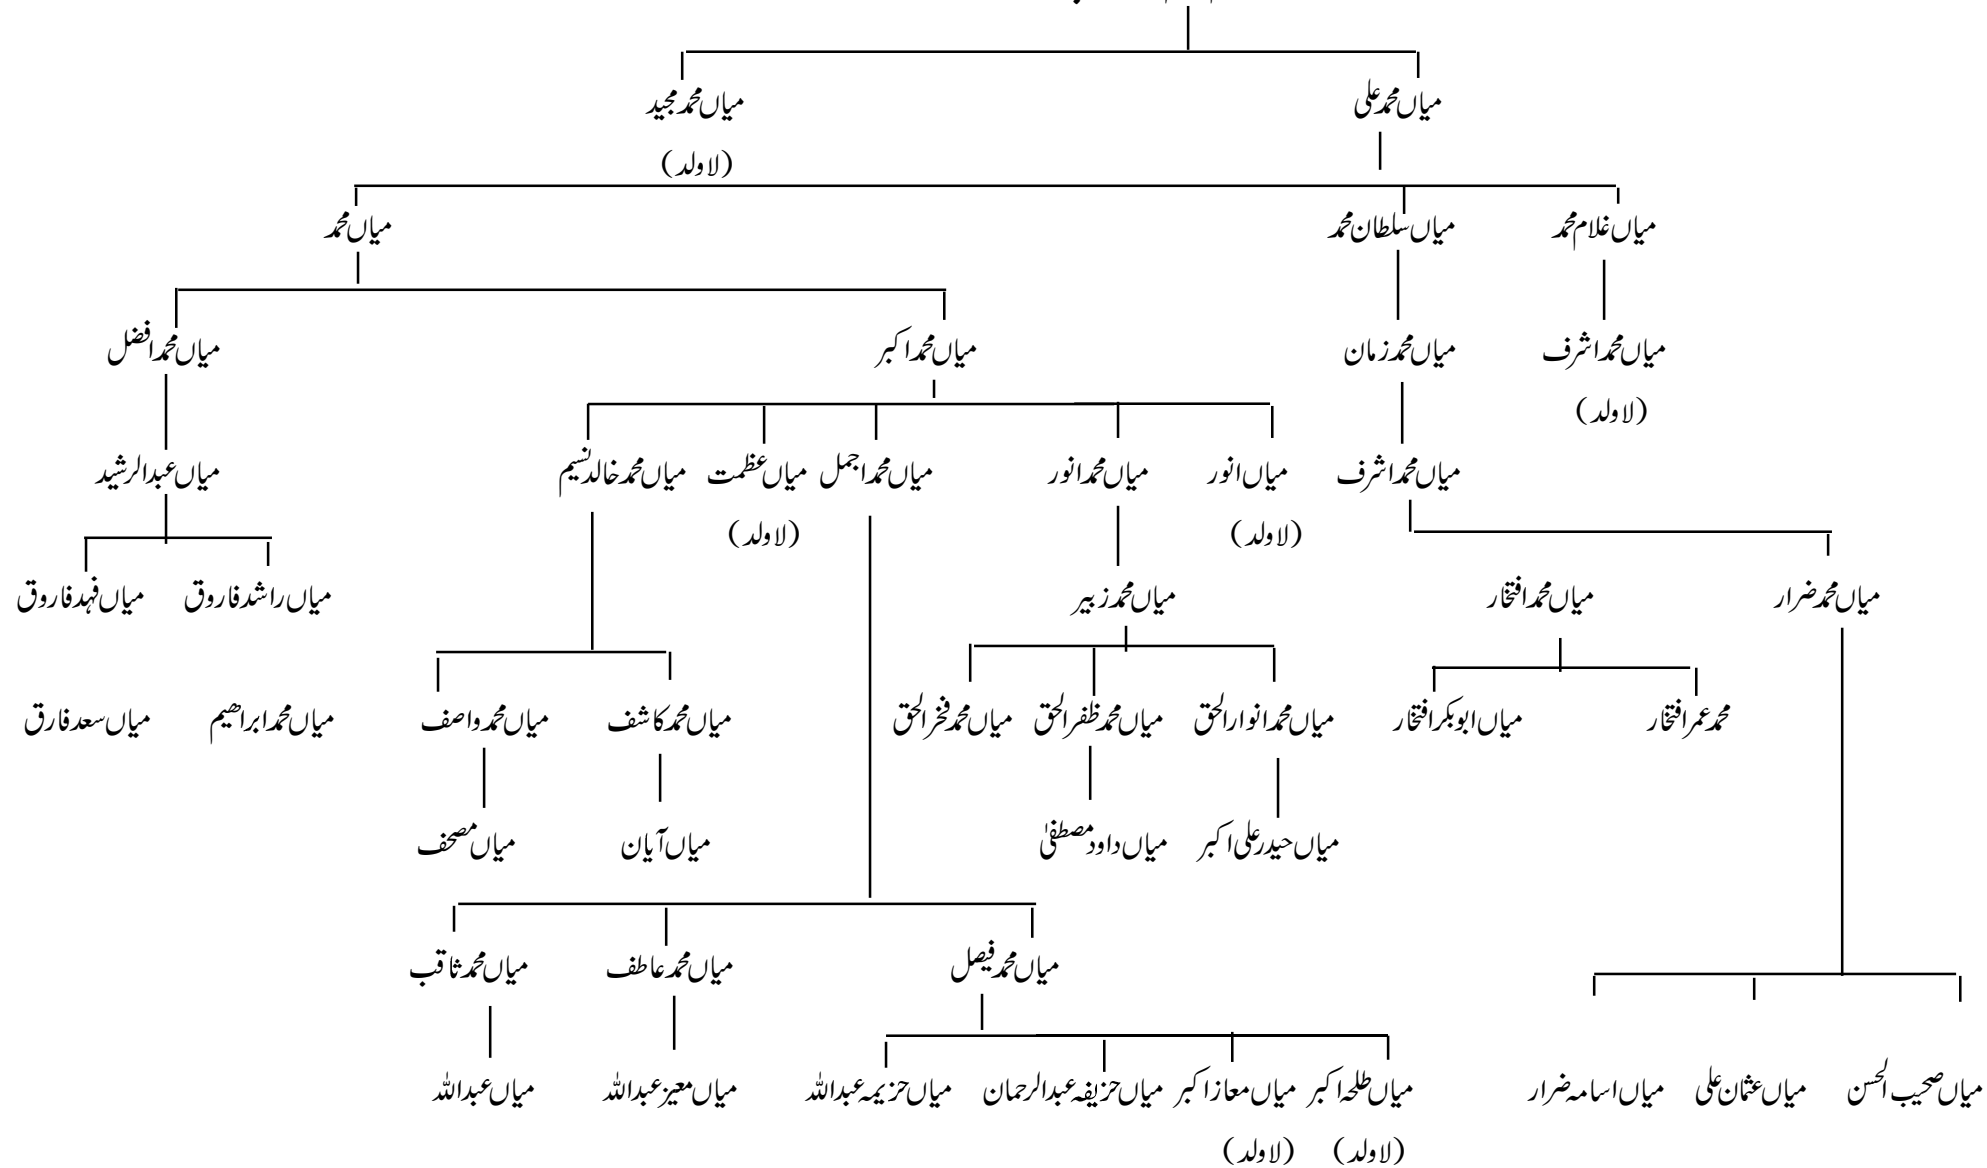 میاں محمد علی میاں محمد مجید
(لاولد)
میاں غلام محمد میاں سلطان محمد میاں محمد
میاں محمد اشرف میاں محمد زمان میاں محمد اکبر میاں محمد افضل
(لاولد)
میاں محمد اشرف میاں انور میاں محمد انور میاں محمد اجمل میاں عظمت میاں محمد خالد نسیم میاں عبدالرشید
(لاولد) (لاولد)
میاں محمد ضرار میاں محمد افتخار میاں محمد زبیر میاں راشد فاروق میاں فہد فاروق
محمد عمر افتخار میاں ابوبکر افتخار میاں محمد انوارالحق میاں محمد ظفرالحق میاں محمد فخرالحق میاں محمد کاشف میاں محمد واصف میاں محمد ابراھیم میاں سعد فارق
میاں حیدر علی اکبر میاں داود مصطفیٰ میاں آیان میاں مصحف
میاں محمد فیصل میاں محمد عاطف میاں محمد ثاقب
میاں صحیب الحسن میاں عثمان علی میاں اسامہ ضرار میاں طلحہ اکبر میاں معاز اکبر میاں حزیفہ عبدالرحمان میاں حزیمہ عبداللہ میاں معیز عبداللہ میاں عبداللہ
(لاولد) (لاولد)